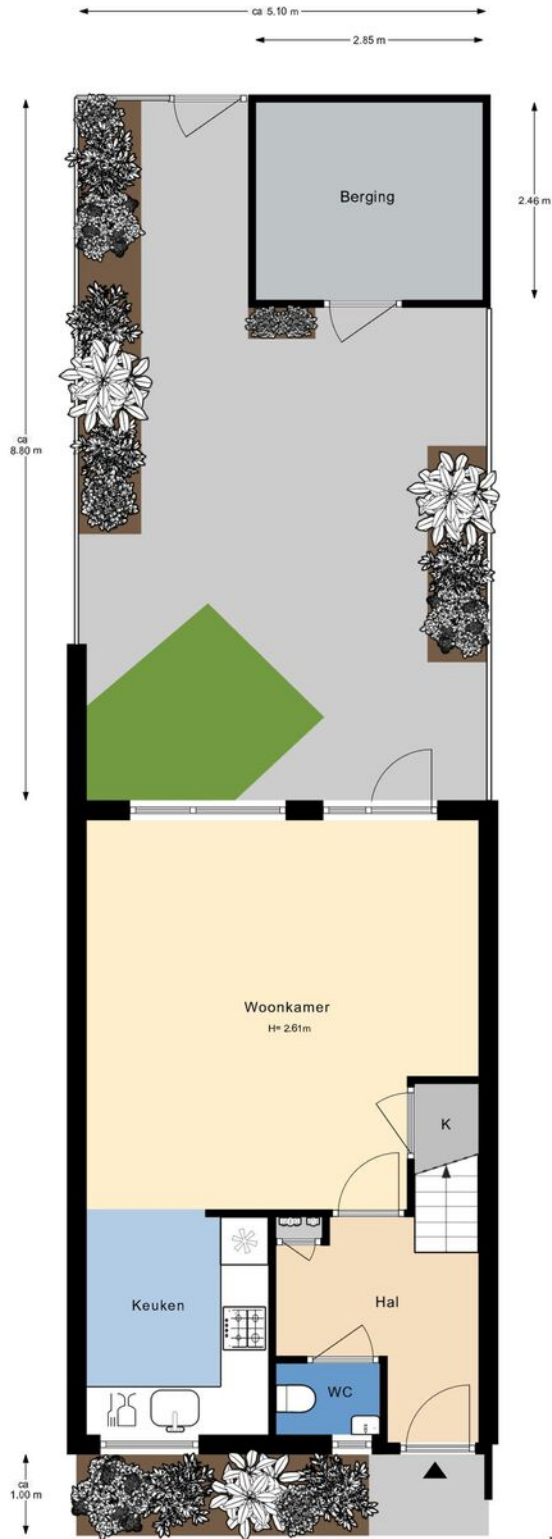 ca 5.10 m
2.85 m
Berging
2.46 m
ca
8.80 m
Woonkamer
H= 2.61m
K
Keuken
Hal
WC
ca
1.00 m